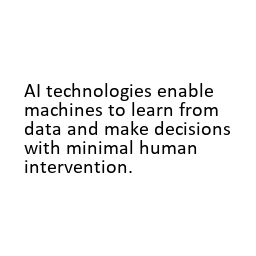 AI technologies enable
machines to learn from
data and make decisions
with minimal human
intervention.